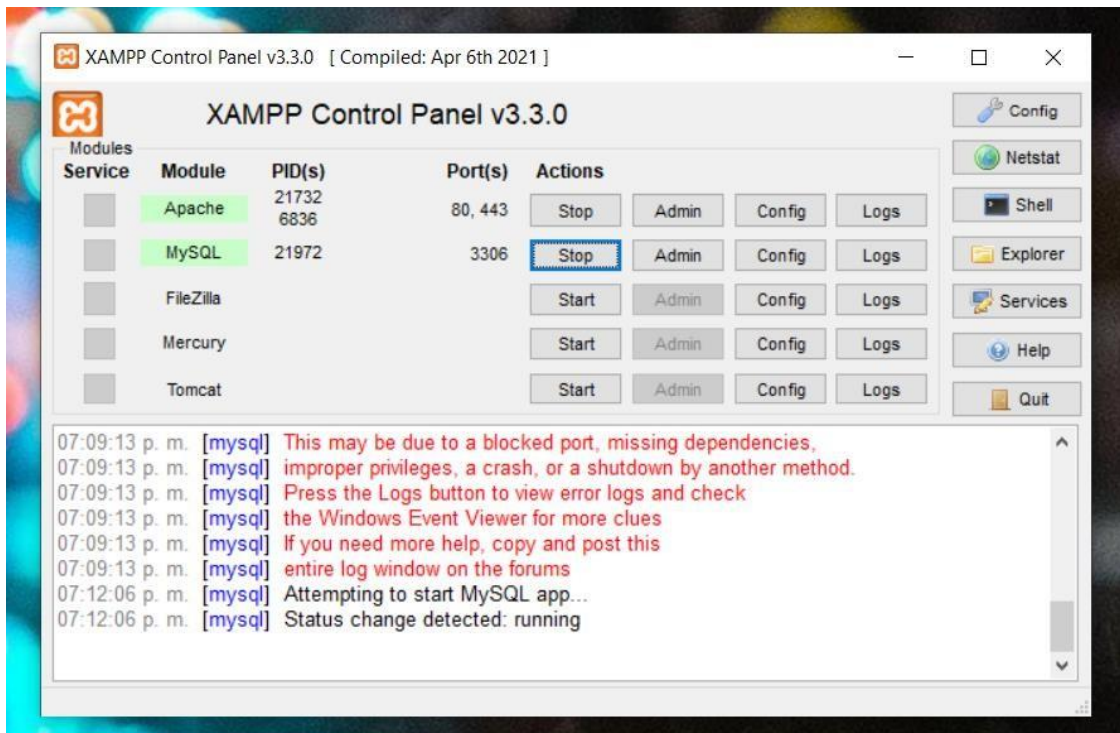 XAMPP Control Panel v3.3.0 [ Compiled: Apr 6th 2021 ]
XAMPP Control Panel v3.3.0
Config
Modules
Netstat
Service Module PID(s) Port(s) Actions
Apache 21732 6836 80, 443 Stop Admin Config Logs
Shell
MySQL 21972 3306 Stop Admin Config Logs
Explorer
FileZilla Start Admin Config Logs
Services
Mercury Start Admin Config Logs
Help
Tomcat Start Admin Config Logs
Quit
07:09:13 p. m. [mysql] This may be due to a blocked port, missing dependencies,
07:09:13 p. m. [mysql] improper privileges, a crash, or a shutdown by another method.
07:09:13 p. m. [mysql] Press the Logs button to view error logs and check
07:09:13 p. m. [mysql] the Windows Event Viewer for more clues
07:09:13 p. m. [mysql] If you need more help, copy and post this
07:09:13 p. m. [mysql] entire log window on the forums
07:12:06 p. m. [mysql] Attempting to start MySQL app...
07:12:06 p. m. [mysql] Status change detected: running